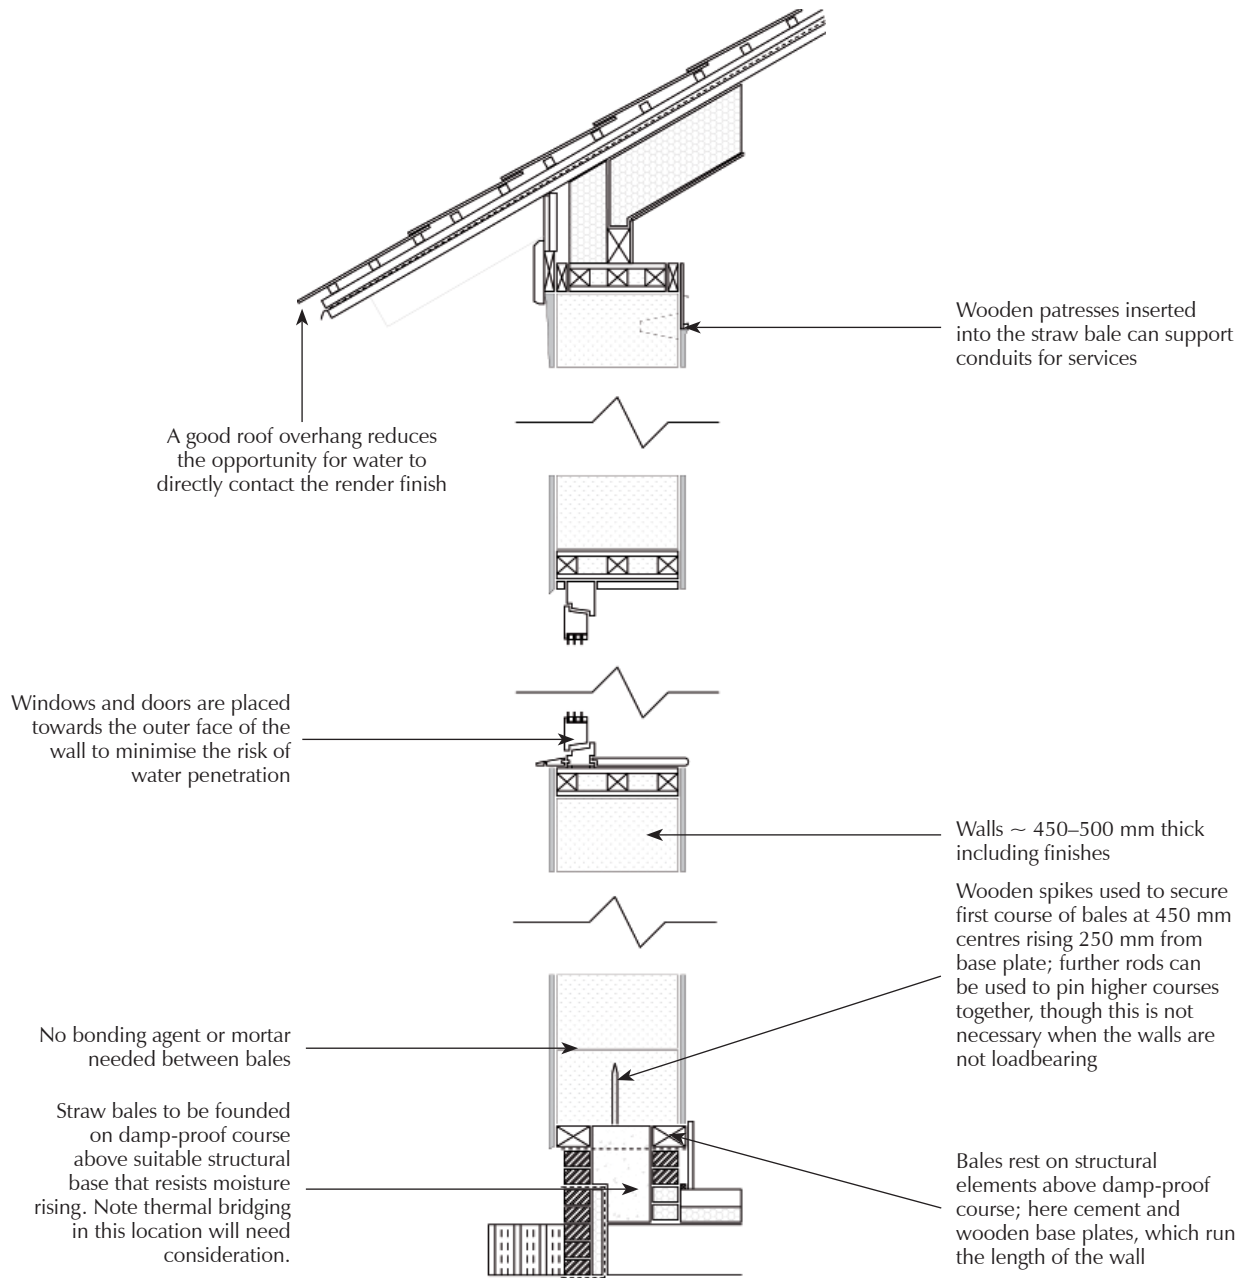 Wooden patresses inserted
into the straw bale can support
conduits for services
A good roof overhang reduces
the opportunity for water to
directly contact the render finish
Windows and doors are placed
towards the outer face of the
wall to minimise the risk of
water penetration
Walls ~ 450–500 mm thick
including finishes
Wooden spikes used to secure
first course of bales at 450 mm
centres rising 250 mm from
base plate; further rods can
be used to pin higher courses
together, though this is not
necessary when the walls are
not loadbearing
No bonding agent or mortar
needed between bales
Straw bales to be founded
on damp-proof course
above suitable structural
base that resists moisture
rising. Note thermal bridging
in this location will need
consideration.
Bales rest on structural
elements above damp-proof
course; here cement and
wooden base plates, which run
the length of the wall